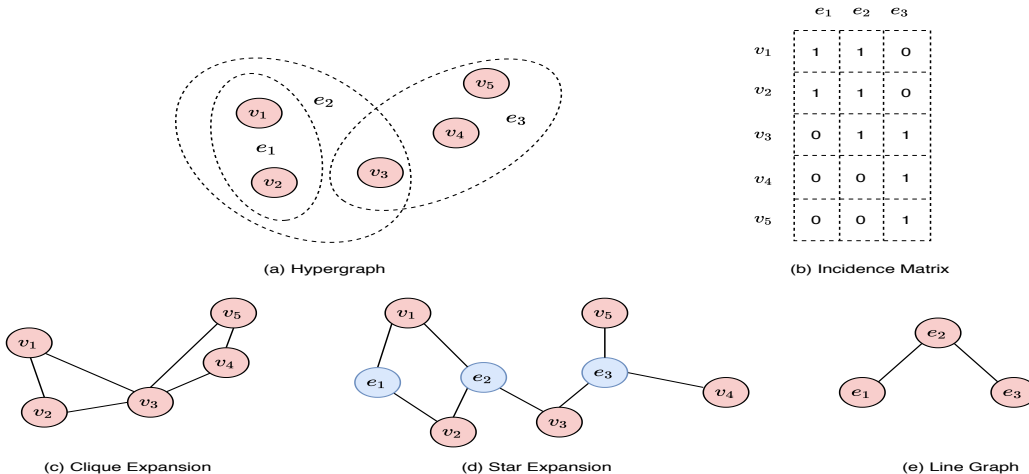 e₁ e₂ e₃
v₁ 1 1 0
v₂ 1 1 0
v₃ 0 1 1
v₄ 0 0 1
v₅ 0 0 1
(b) Incidence Matrix
v₁
e₂
v₅
e₁
v₄
e₃
v₂
v₃
(a) Hypergraph
v₁
v₅
v₄
v₂
v₃
(c) Clique Expansion
v₁
v₅
e₁
e₂
e₃
v₄
v₂
v₃
(d) Star Expansion
e₂
e₁
e₃
(e) Line Graph